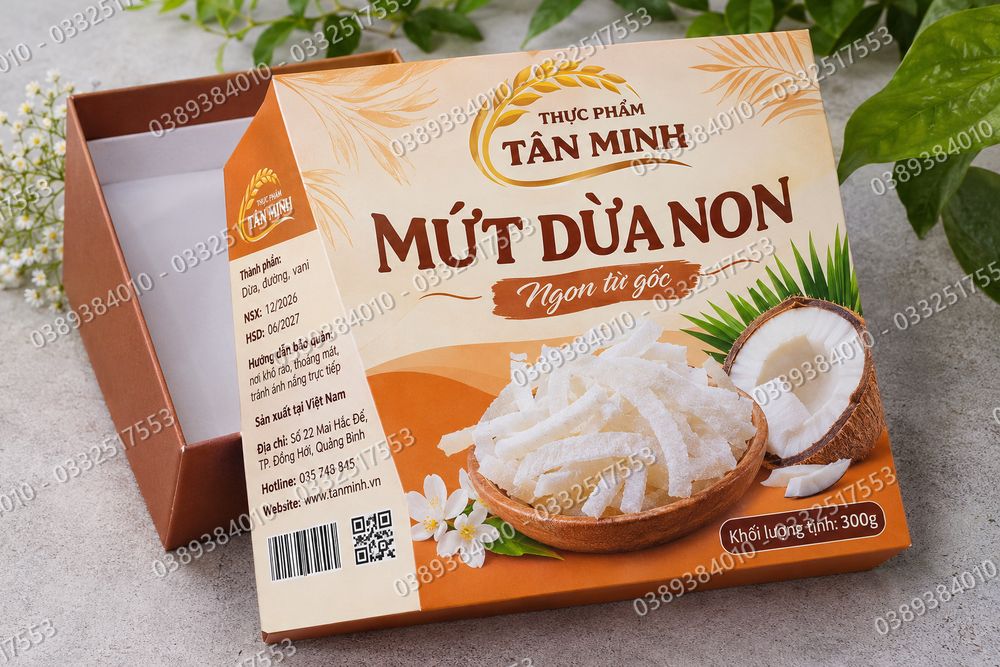 THỰC PHẨM
TÂN MINH
MỨT DỪA NON
Ngon từ gốc
Khối lượng tịnh: 300g
THỰC PHẨM
TÂN MINH
Thành phần:
Dừa, đường, vani
NSX: 12/2026
HSD: 06/2027
Hướng dẫn bảo quản:
nơi khô ráo, thoáng mát,
tránh ánh nắng trực tiếp
Sản xuất tại Việt Nam
Địa chỉ: Số 22 Mai Hắc Đế,
TP. Đồng Hới, Quảng Bình
Hotline: 035 748 845
Website: www.tanminh.vn
0389384010 - 0332517553